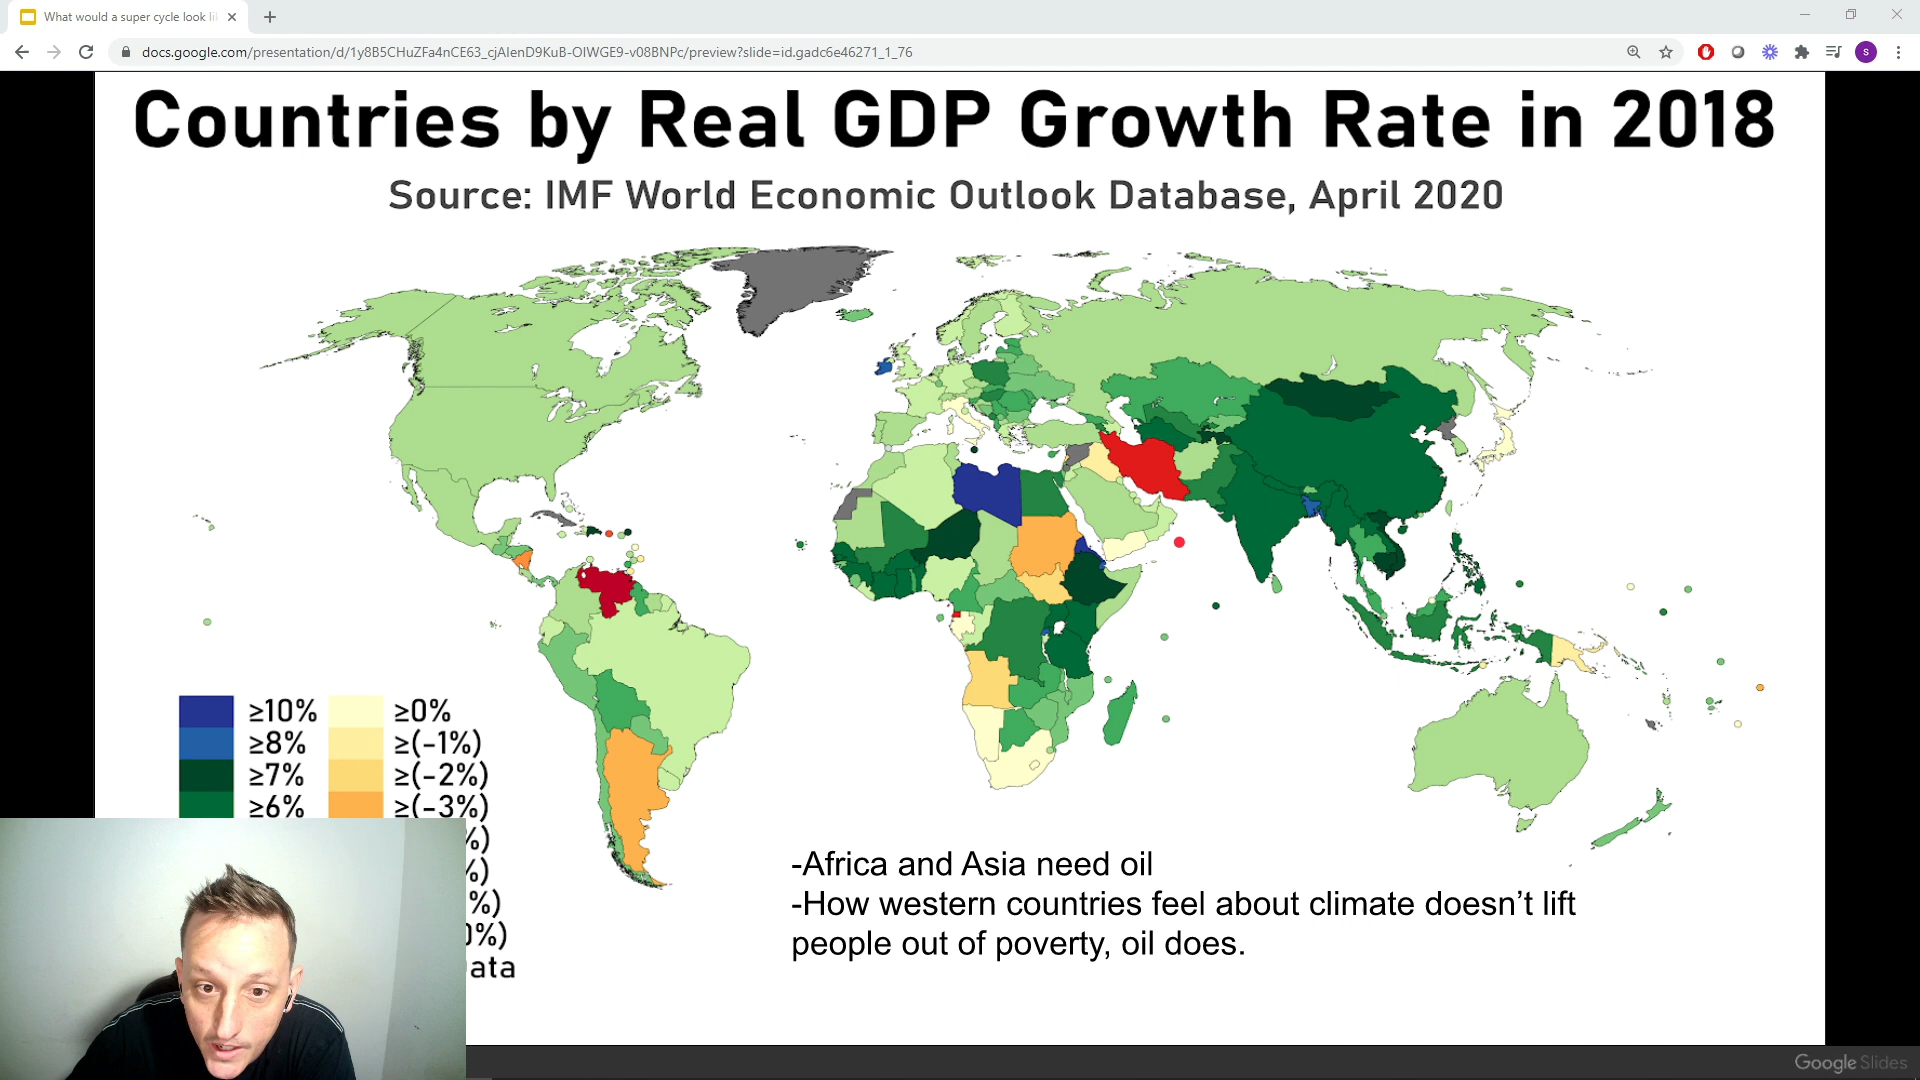 What would a super cycle look li
docs.google.com/presentation/d/1y8B5CHuZFa4nCE63_cjAIenD9KuB-OIWGE9-v08BNPc/preview?slide=id.gadc6e46271_1_76
S
Countries by Real GDP Growth Rate in 2018
Source: IMF World Economic Outlook Database, April 2020
≥10% ≥0%
≥8% ≥(-1%)
≥7% ≥(-2%)
≥6% ≥(-3%)
%)
%)
%)
0%)
ata
-Africa and Asia need oil
-How western countries feel about climate doesn’t lift
people out of poverty, oil does.
Google Slides